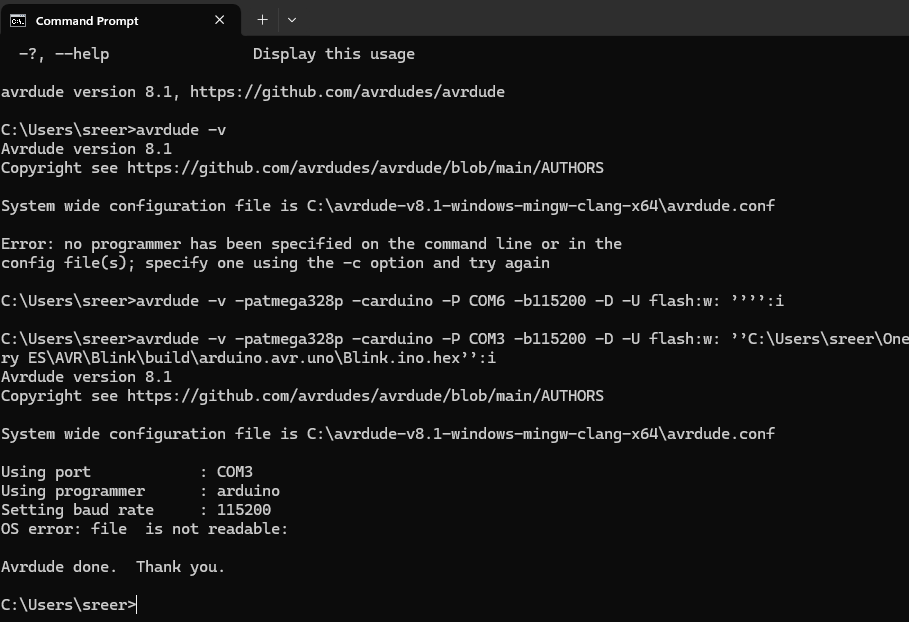 Command Prompt
-?, --help Display this usage
avrdude version 8.1, https://github.com/avrdudes/avrdude
C:\Users\sreer>avrdude -v
Avrdude version 8.1
Copyright see https://github.com/avrdudes/avrdude/blob/main/AUTHORS
System wide configuration file is C:\avrdude-v8.1-windows-mingw-clang-x64\avrdude.conf
Error: no programmer has been specified on the command line or in the
config file(s); specify one using the -c option and try again
C:\Users\sreer>avrdude -v -patmega328p -carduino -P COM6 -b115200 -D -U flash:w: ’’’’:i
C:\Users\sreer>avrdude -v -patmega328p -carduino -P COM3 -b115200 -D -U flash:w: ’’C:\Users\sreer\One
ry ES\AVR\Blink\build\arduino.avr.uno\Blink.ino.hex’’:i
Avrdude version 8.1
Copyright see https://github.com/avrdudes/avrdude/blob/main/AUTHORS
System wide configuration file is C:\avrdude-v8.1-windows-mingw-clang-x64\avrdude.conf
Using port : COM3
Using programmer : arduino
Setting baud rate : 115200
OS error: file  is not readable:
Avrdude done.  Thank you.
C:\Users\sreer>